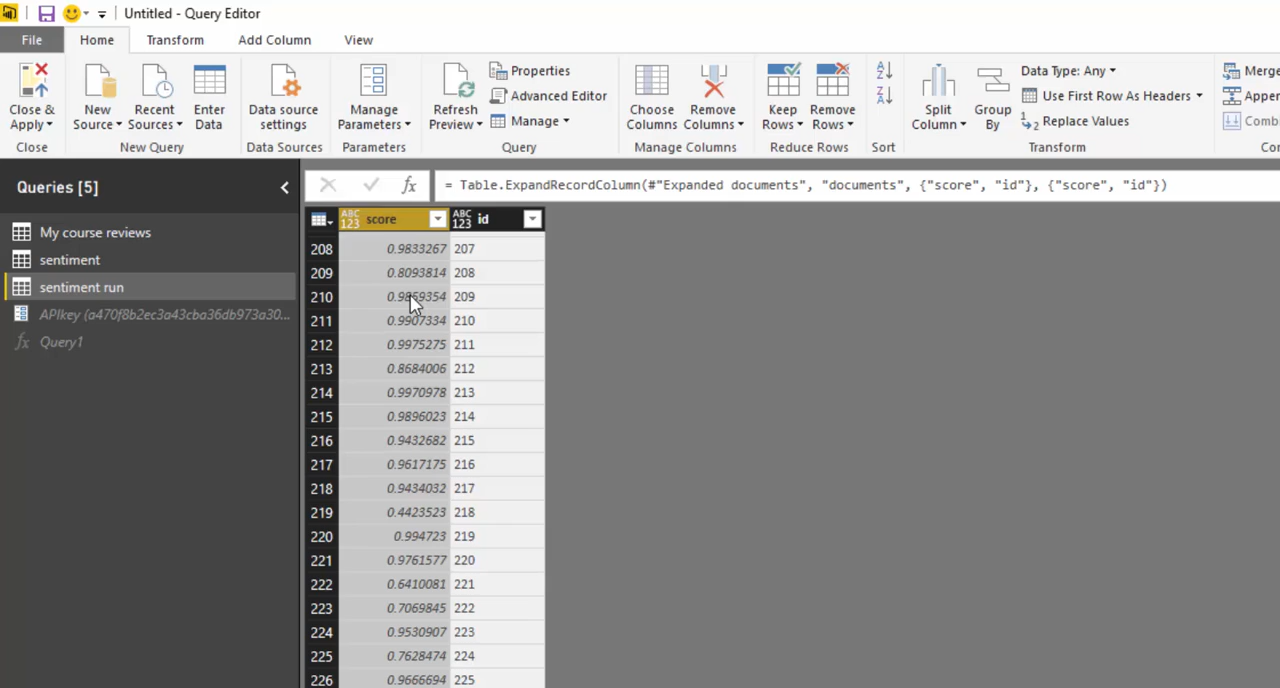 Untitled - Query Editor
File Home Transform Add Column View
Close & Apply New Source Recent Sources Enter Data Data source settings Manage Parameters Refresh Preview Properties Advanced Editor Manage Choose Columns Remove Columns Keep Rows Remove Rows Split Column Group By Data Type: Any Use First Row As Headers Replace Values Merge
Close New Query Data Sources Parameters Query Manage Columns Reduce Rows Sort Transform
Queries [5]
= Table.ExpandRecordColumn(#"Expanded documents", "documents", {"score", "id"}, {"score", "id"})
My course reviews
sentiment
sentiment run
APIkey (a470f8b2ec3a43cba36db973a30...
fx Query1
ABC 123 score ABC 123 id
208 0.9833267 207
209 0.8093814 208
210 209
211 0.9907334 210
212 0.9975275 211
213 0.8684006 212
214 0.9970978 213
215 0.9896023 214
216 0.9432682 215
217 0.9617175 216
218 0.9434032 217
219 0.4423523 218
220 0.994723 219
221 0.9761577 220
222 0.6410081 221
223 0.7069845 222
224 0.9530907 223
225 0.7628474 224
226 0.9666694 225